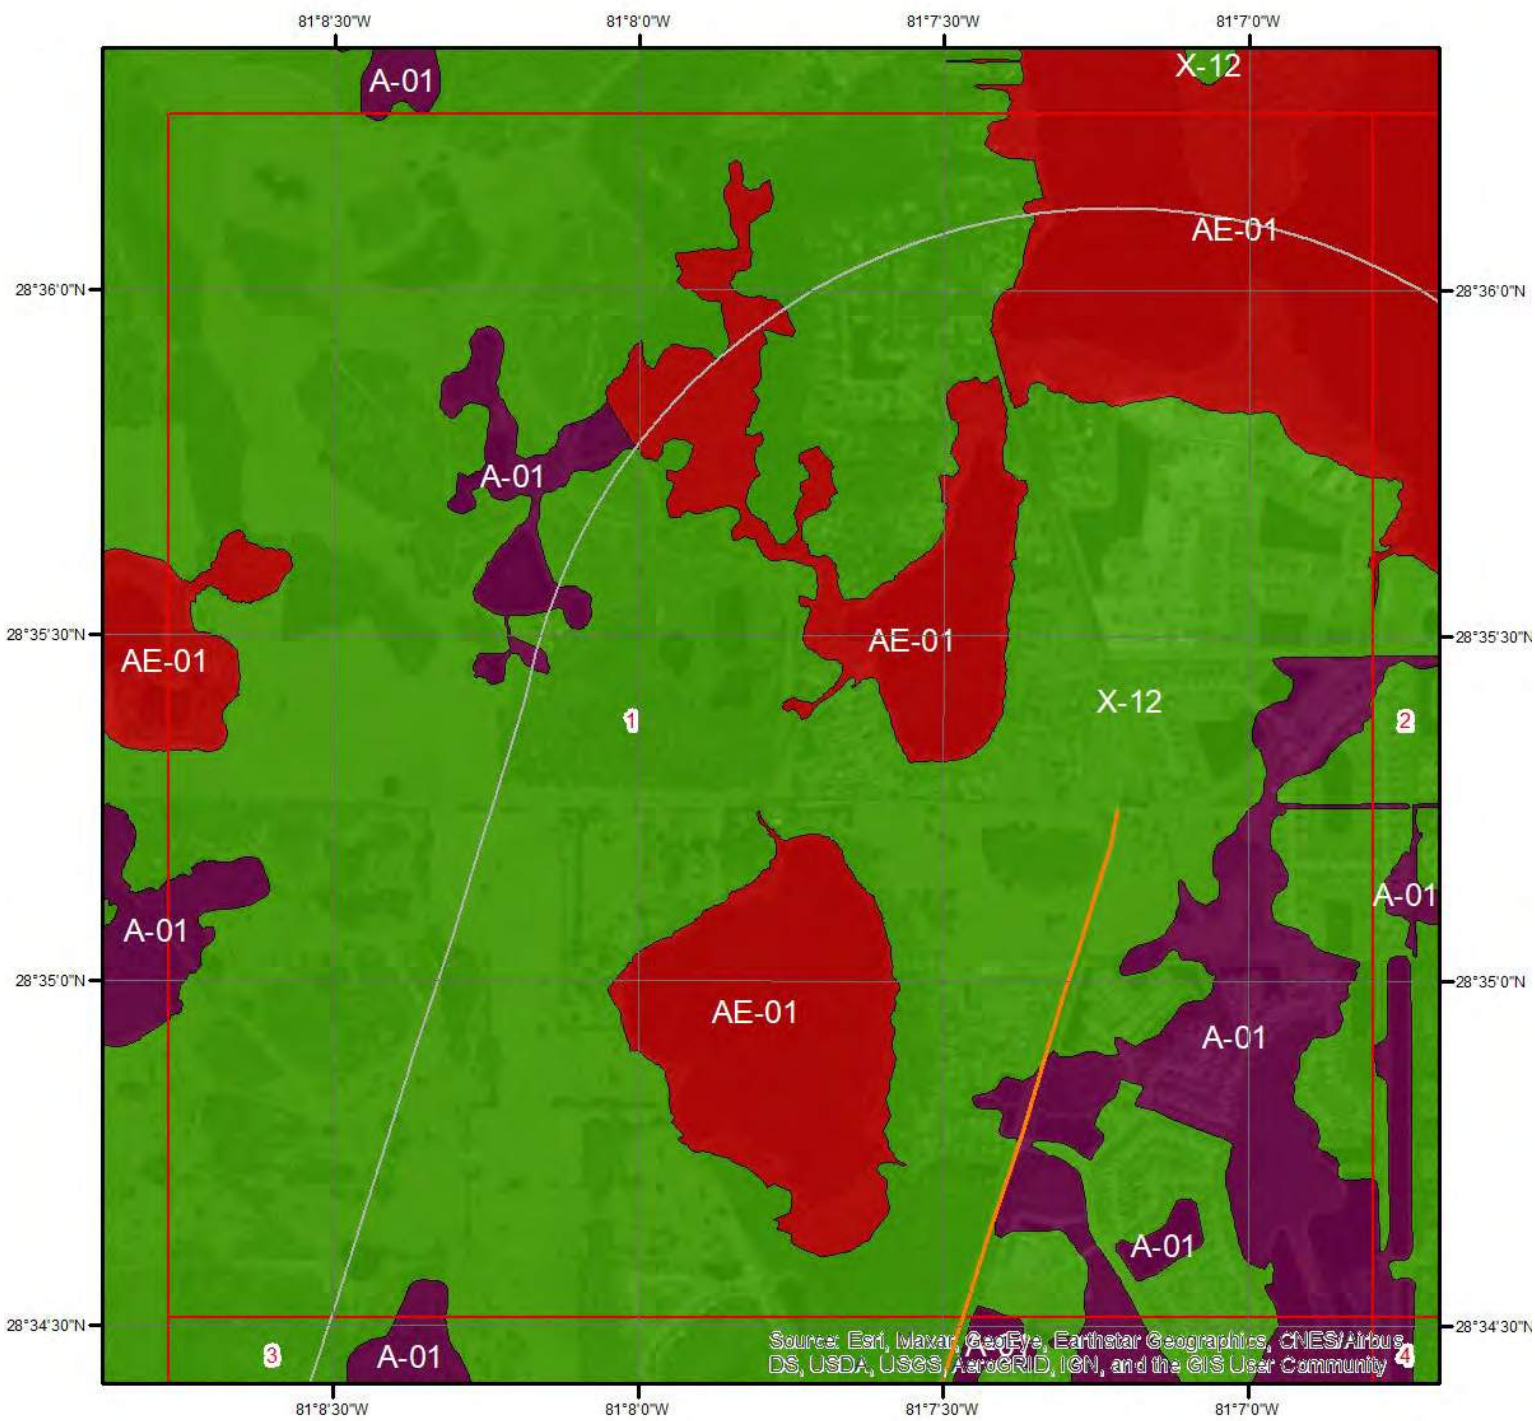 81°8'30"W 81°8'0"W 81°7'30"W 81°7'0"W
A-01
X-12
AE-01
28°36'0"N 28°36'0"N
A-01
28°35'30"N 28°35'30"N
AE-01
AE-01
X-12
1
2
A-01
A-01
28°35'0"N 28°35'0"N
AE-01
A-01
A-01
28°34'30"N 28°34'30"N
A-01
Source: Esri, Maxar, GeoEye, Earthstar Geographics, CNES/Airbus
DS, USDA, USGS, AeroGRID, IGN, and the GIS User Community
3
A-01
4
81°8'30"W 81°8'0"W 81°7'30"W 81°7'0"W